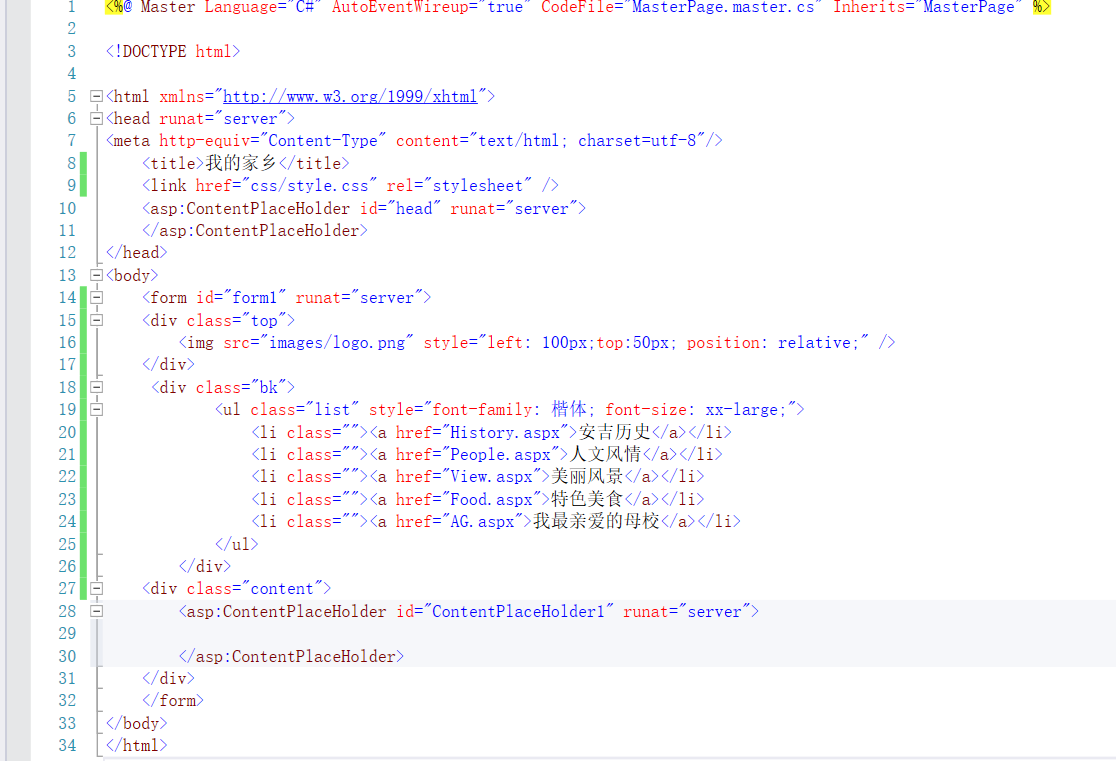 1 <%@ Master Language="C#" AutoEventWireup="true" CodeFile="MasterPage.master.cs" Inherits="MasterPage" %>
2
3 <!DOCTYPE html>
4
5 <html xmlns="http://www.w3.org/1999/xhtml">
6 <head runat="server">
7 <meta http-equiv="Content-Type" content="text/html; charset=utf-8"/>
8     <title>我的家乡</title>
9     <link href="css/style.css" rel="stylesheet" />
10     <asp:ContentPlaceHolder id="head" runat="server">
11     </asp:ContentPlaceHolder>
12 </head>
13 <body>
14     <form id="form1" runat="server">
15     <div class="top">
16         <img src="images/logo.png" style="left: 100px;top:50px; position: relative;" />
17     </div>
18      <div class="bk">
19             <ul class="list" style="font-family: 楷体; font-size: xx-large;">
20                 <li class=""><a href="History.aspx">安吉历史</a></li>
21                 <li class=""><a href="People.aspx">人文风情</a></li>
22                 <li class=""><a href="View.aspx">美丽风景</a></li>
23                 <li class=""><a href="Food.aspx">特色美食</a></li>
24                 <li class=""><a href="AG.aspx">我最亲爱的母校</a></li>
25             </ul>
26         </div>
27     <div class="content">
28         <asp:ContentPlaceHolder id="ContentPlaceHolder1" runat="server">
29
30         </asp:ContentPlaceHolder>
31     </div>
32     </form>
33 </body>
34 </html>